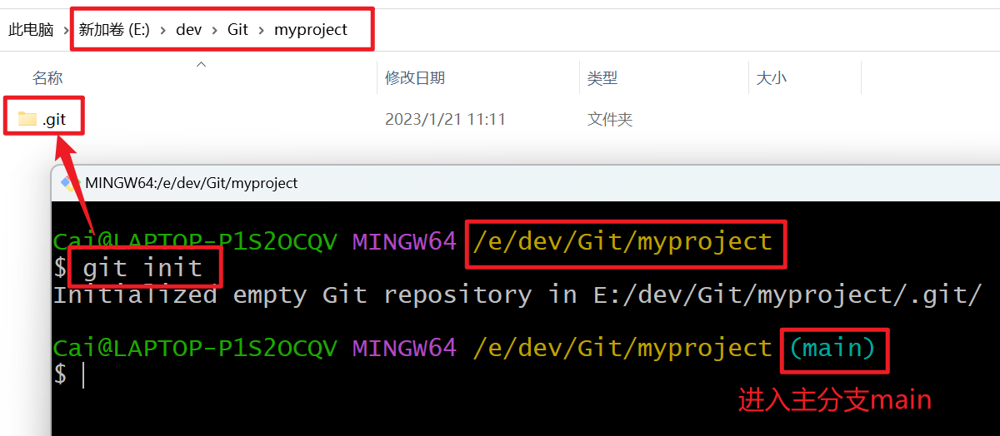 此电脑 › 新加卷 (E:) › dev › Git › myproject
名称 修改日期 类型 大小
.git 2023/1/21 11:11 文件夹
MINGW64:/e/dev/Git/myproject
Cai@LAPTOP-P1S2OCQV MINGW64 /e/dev/Git/myproject
$ git init
Initialized empty Git repository in E:/dev/Git/myproject/.git/
Cai@LAPTOP-P1S2OCQV MINGW64 /e/dev/Git/myproject (main)
$
进入主分支main